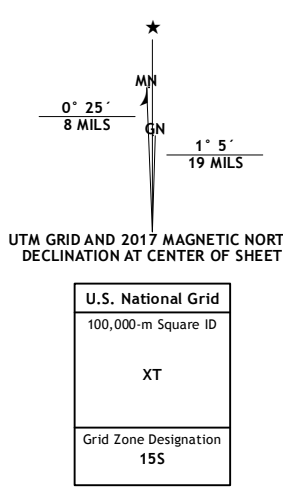 MN
0° 25´
8 MILS
GN
1° 5´
19 MILS
UTM GRID AND 2017 MAGNETIC NORT
DECLINATION AT CENTER OF SHEET
U.S. National Grid
100,000-m Square ID
XT
Grid Zone Designation
15S